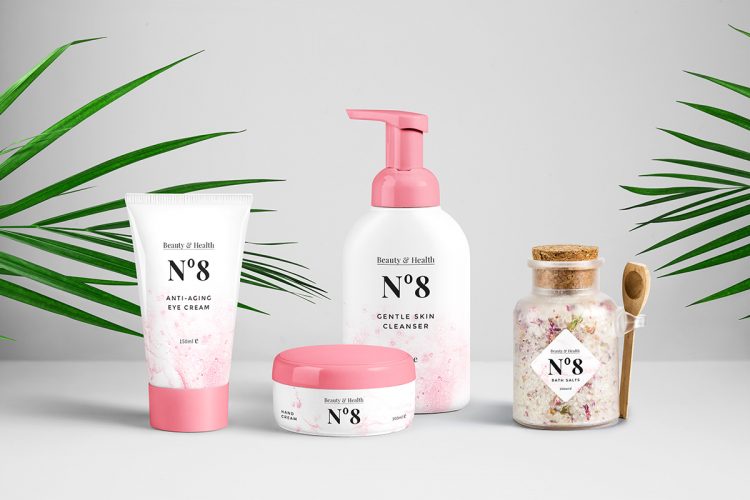 Beauty & Health
Nº8
ANTI-AGING
EYE CREAM
150ml ℮
Beauty & Health
Nº8
GENTLE SKIN
CLEANSER
Beauty & Health
Nº8
HAND
CREAM
Beauty & Health
Nº8
BATH SALTS